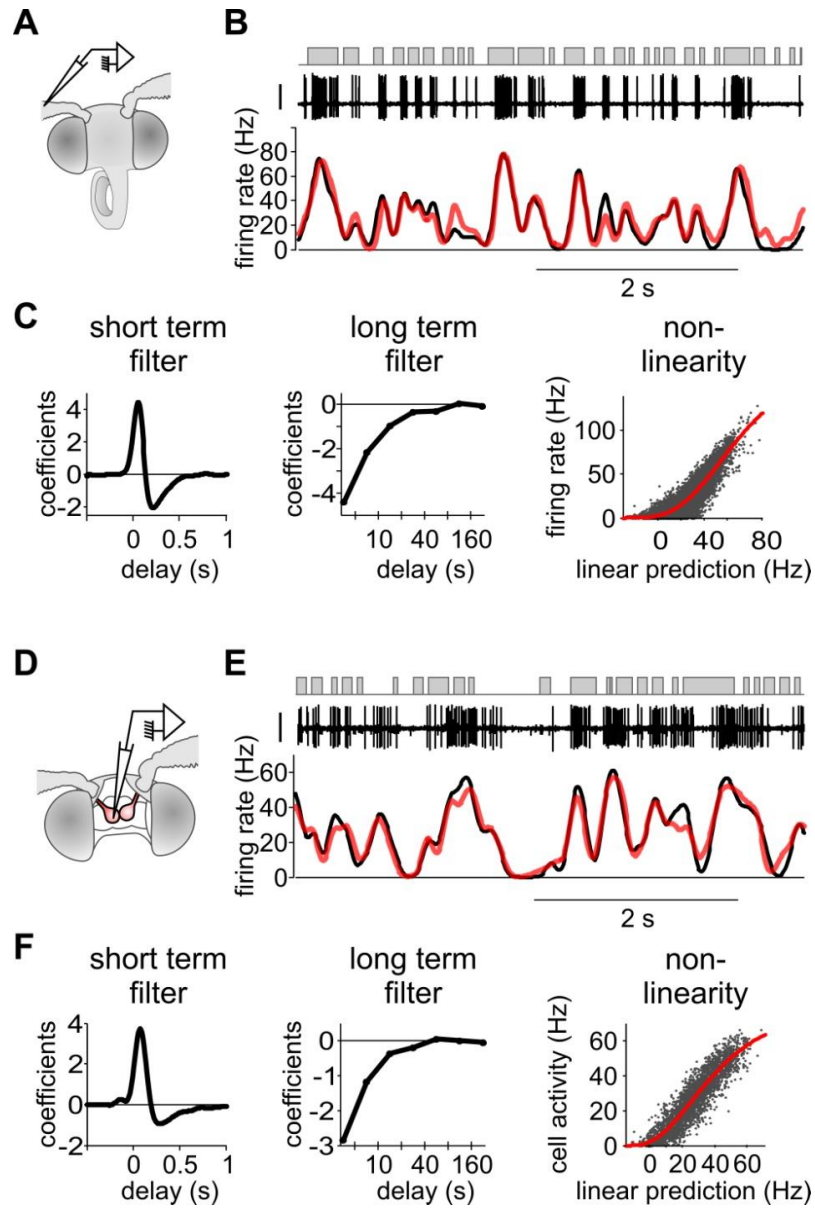 A
B
firing rate (Hz)
80
60
40
20
0
2 s
C
short term
filter
coefficients
4
2
0
-2
0 0.5 1
delay (s)
long term
filter
coefficients
0
-2
-4
10 40 160
delay (s)
non-
linearity
firing rate (Hz)
100
50
0
0 40 80
linear prediction (Hz)
D
E
firing rate (Hz)
60
40
20
0
2 s
F
short term
filter
coefficients
4
2
0
-2
0 0.5 1
delay (s)
long term
filter
coefficients
0
-1
-2
-3
10 40 160
delay (s)
non-
linearity
cell activity (Hz)
60
40
20
0
0 20 40 60
linear prediction (Hz)